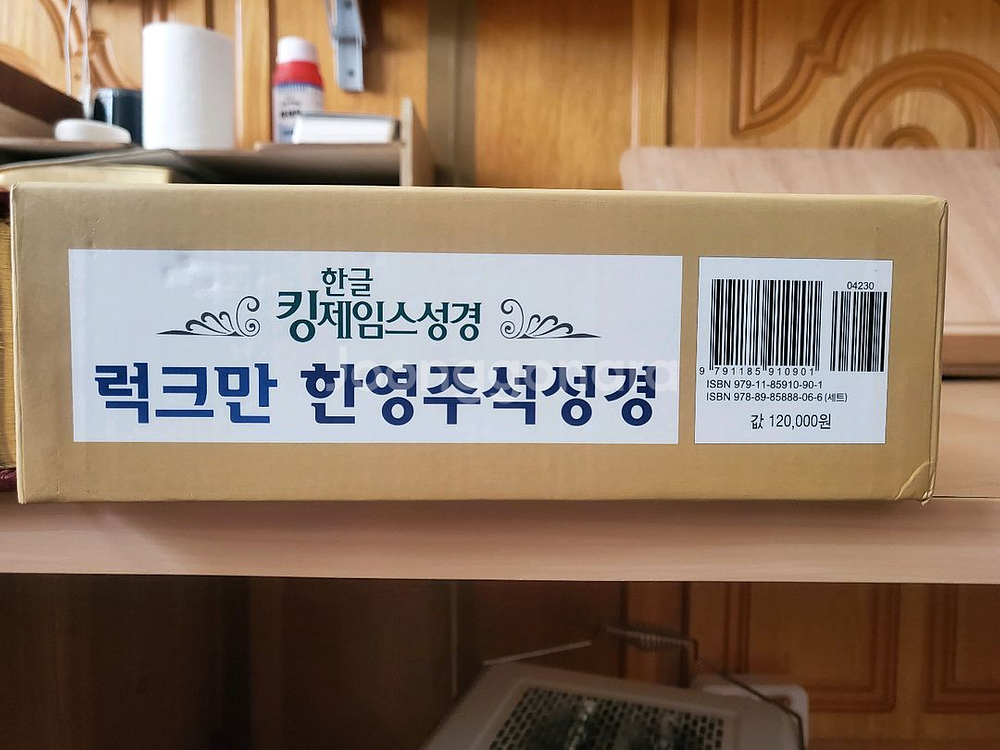 한글
킹제임스성경
럭크만 한영주석성경
Joonggonara
04230
9 791185 910901
ISBN 979-11-85910-90-1
ISBN 978-89-85888-06-6 (세트)
값 120,000원